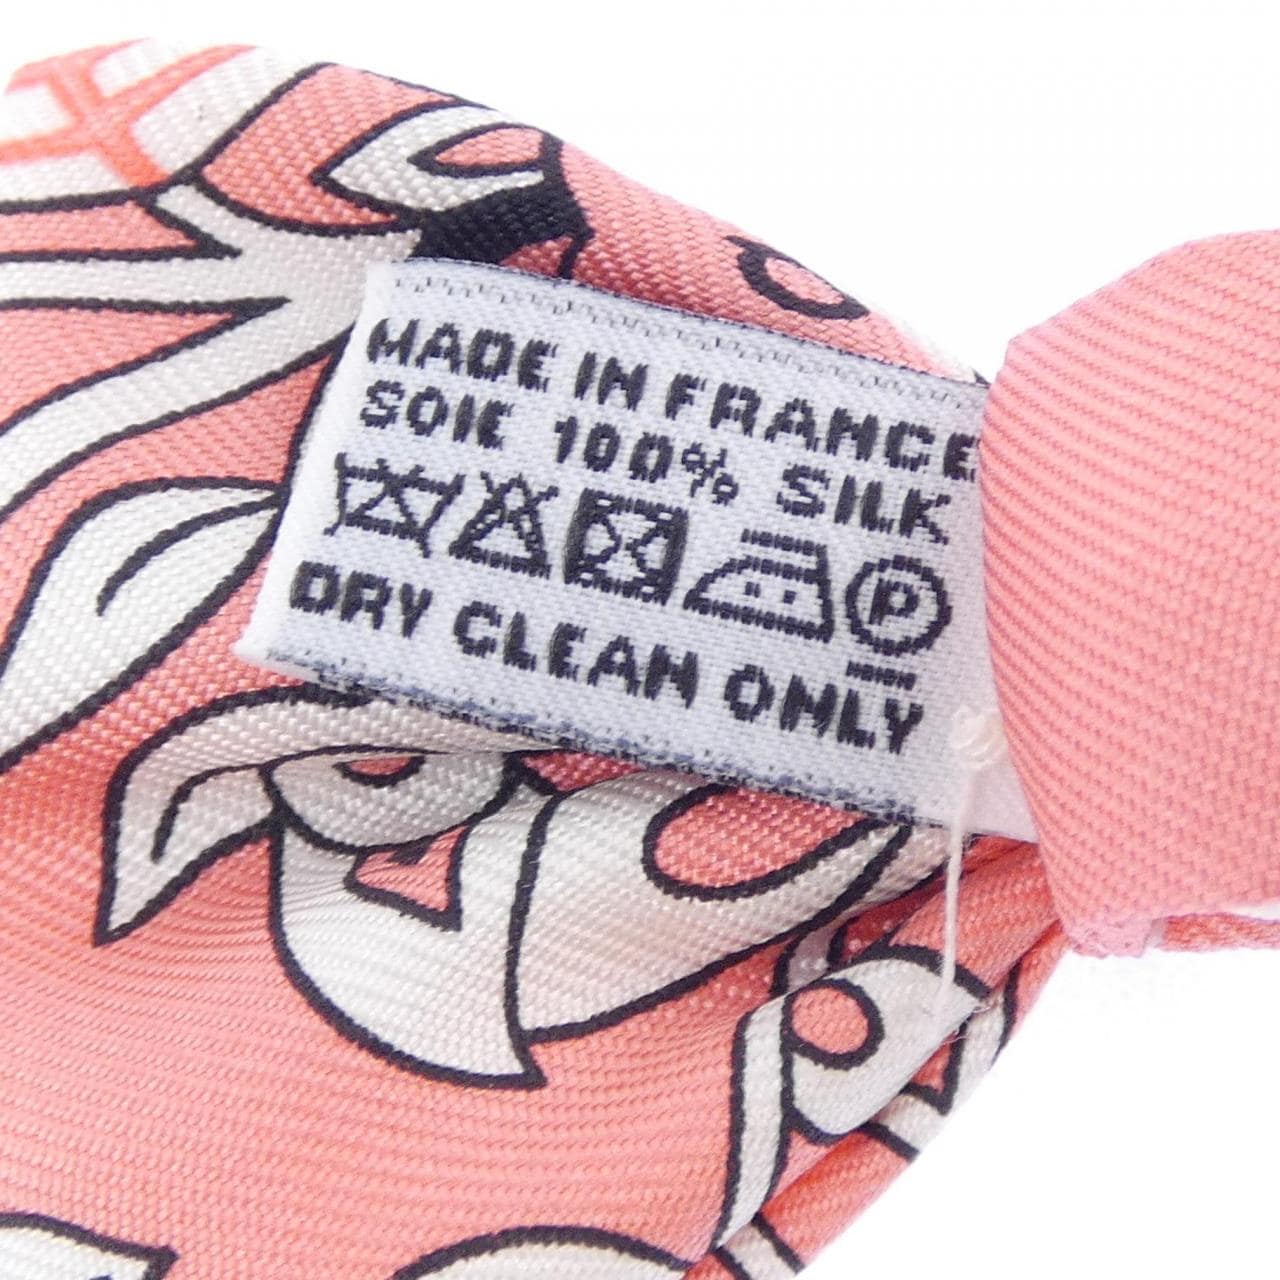 MADE IN FRANCE
SOIE 100% SILK
P
DRY CLEAN ONLY